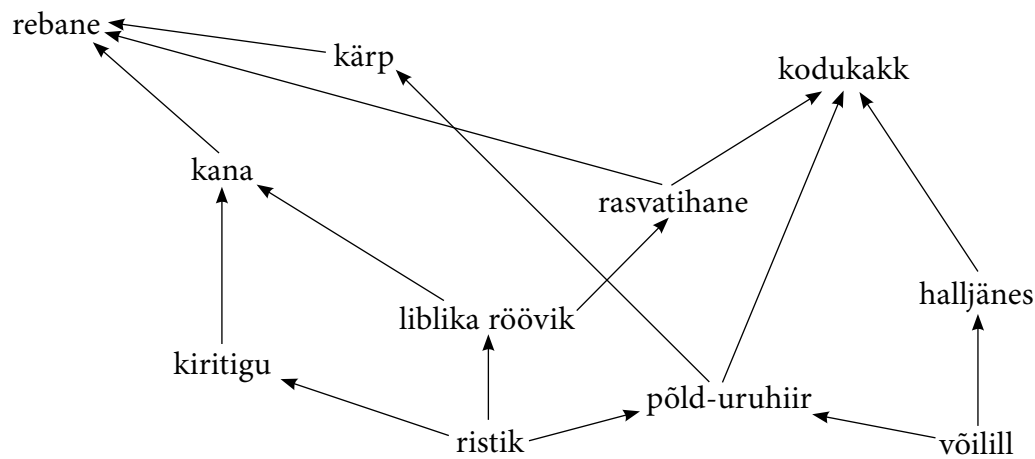 rebane
kärp
kodukakk
kana
rasvatihane
halljänes
liblika röövik
kiritigu
põld-uruhiir
ristik
võilill